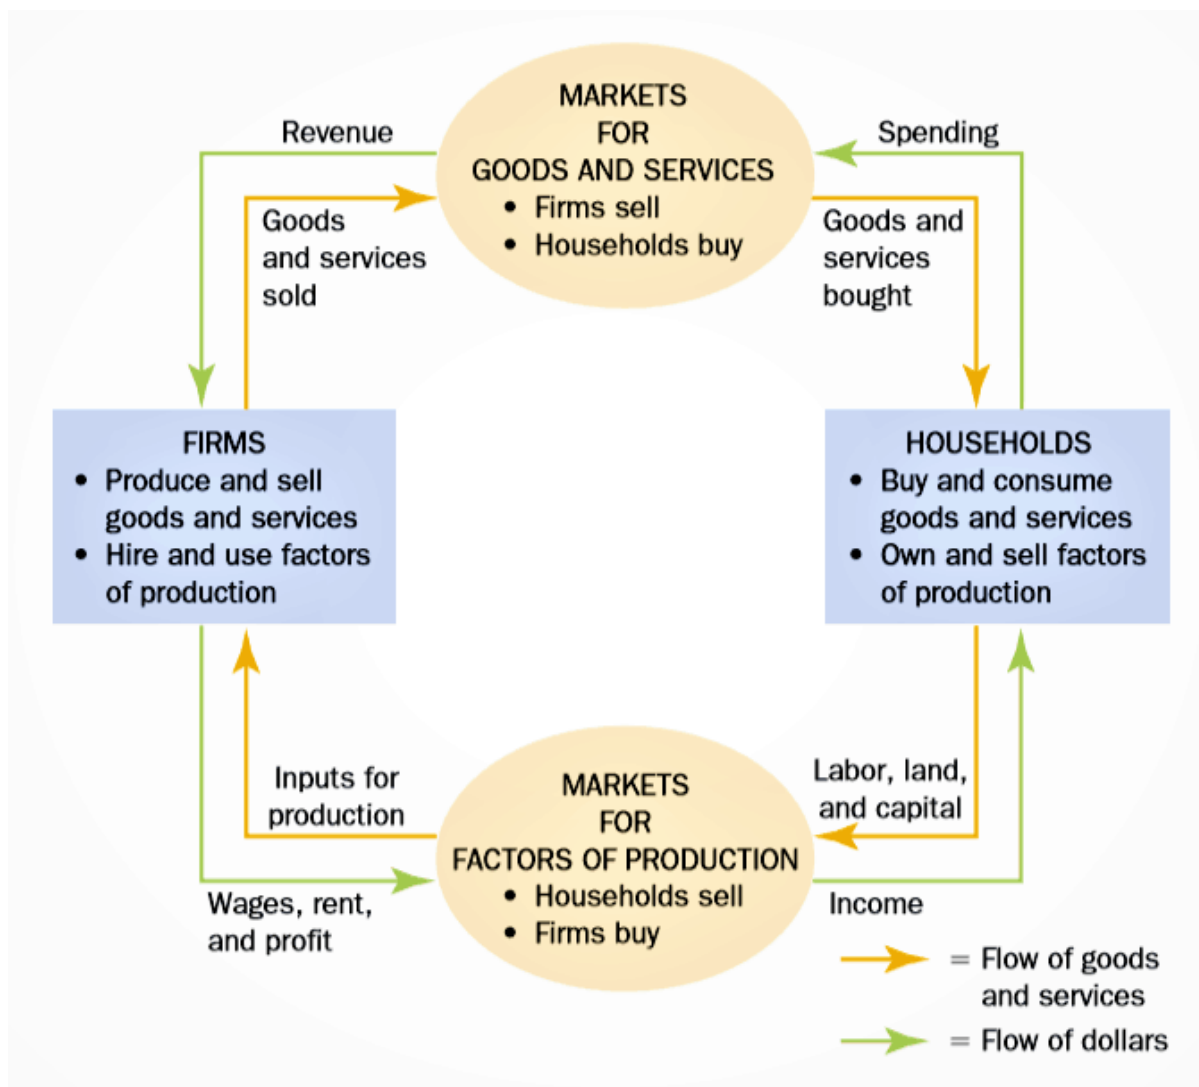 MARKETS
FOR
GOODS AND SERVICES
• Firms sell
• Households buy
Revenue
Spending
Goods
and services
sold
Goods and
services
bought
FIRMS
• Produce and sell
goods and services
• Hire and use factors
of production
HOUSEHOLDS
• Buy and consume
goods and services
• Own and sell factors
of production
Inputs for
production
Labor, land,
and capital
MARKETS
FOR
FACTORS OF PRODUCTION
• Households sell
• Firms buy
Wages, rent,
and profit
Income
= Flow of goods
and services
= Flow of dollars